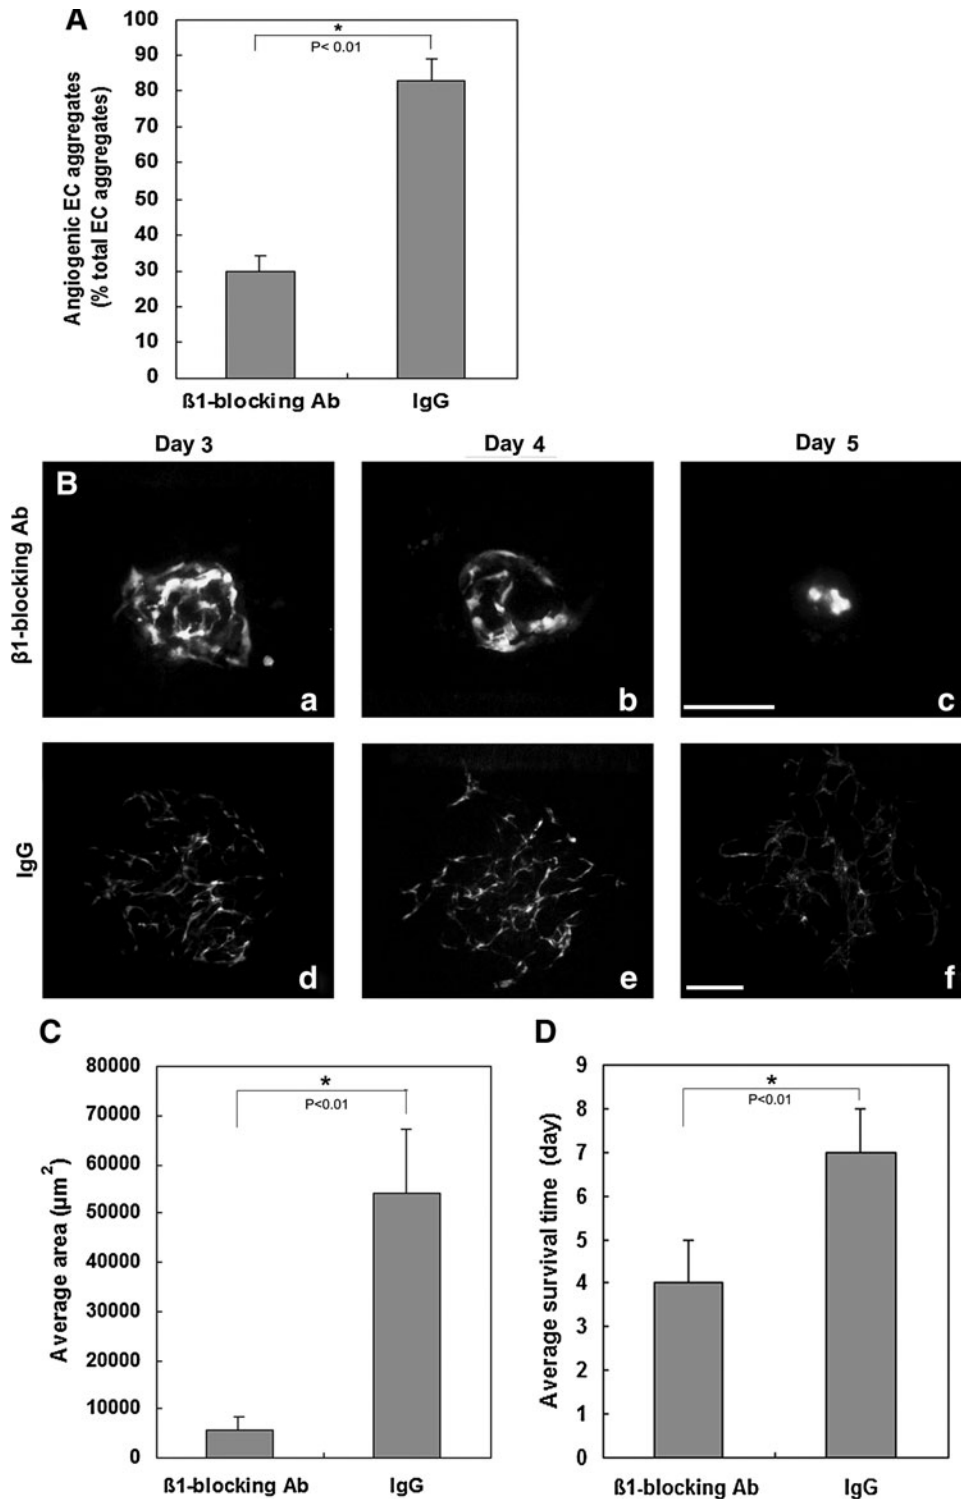 A
Angiogenic EC aggregates
(% total EC aggregates)
100
90
80
70
60
50
40
30
20
10
0
*
P< 0.01
ß1-blocking Ab
IgG
Day 3
Day 4
Day 5
B
β1-blocking Ab
a
b
c
IgG
d
e
f
C
Average area (µm²)
80000
70000
60000
50000
40000
30000
20000
10000
0
*
P<0.01
ß1-blocking Ab
IgG
D
Average survival time (day)
9
8
7
6
5
4
3
2
1
0
*
P<0.01
ß1-blocking Ab
IgG